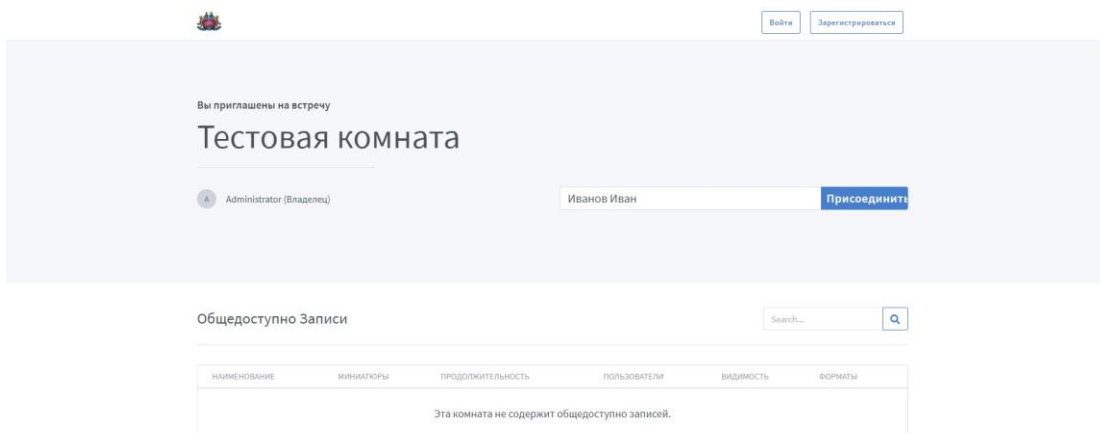 Войти Зарегистрироваться
Вы приглашены на встречу
Тестовая комната
A Administrator (Владелец) Иванов Иван Присоединить
Общедоступно Записи Search...
НАИМЕНОВАНИЕ МИНИАТЮРЫ ПРОДОЛЖИТЕЛЬНОСТЬ ПОЛЬЗОВАТЕЛИ ВИДИМОСТЬ ФОРМАТЫ
Эта комната не содержит общедоступно записей.